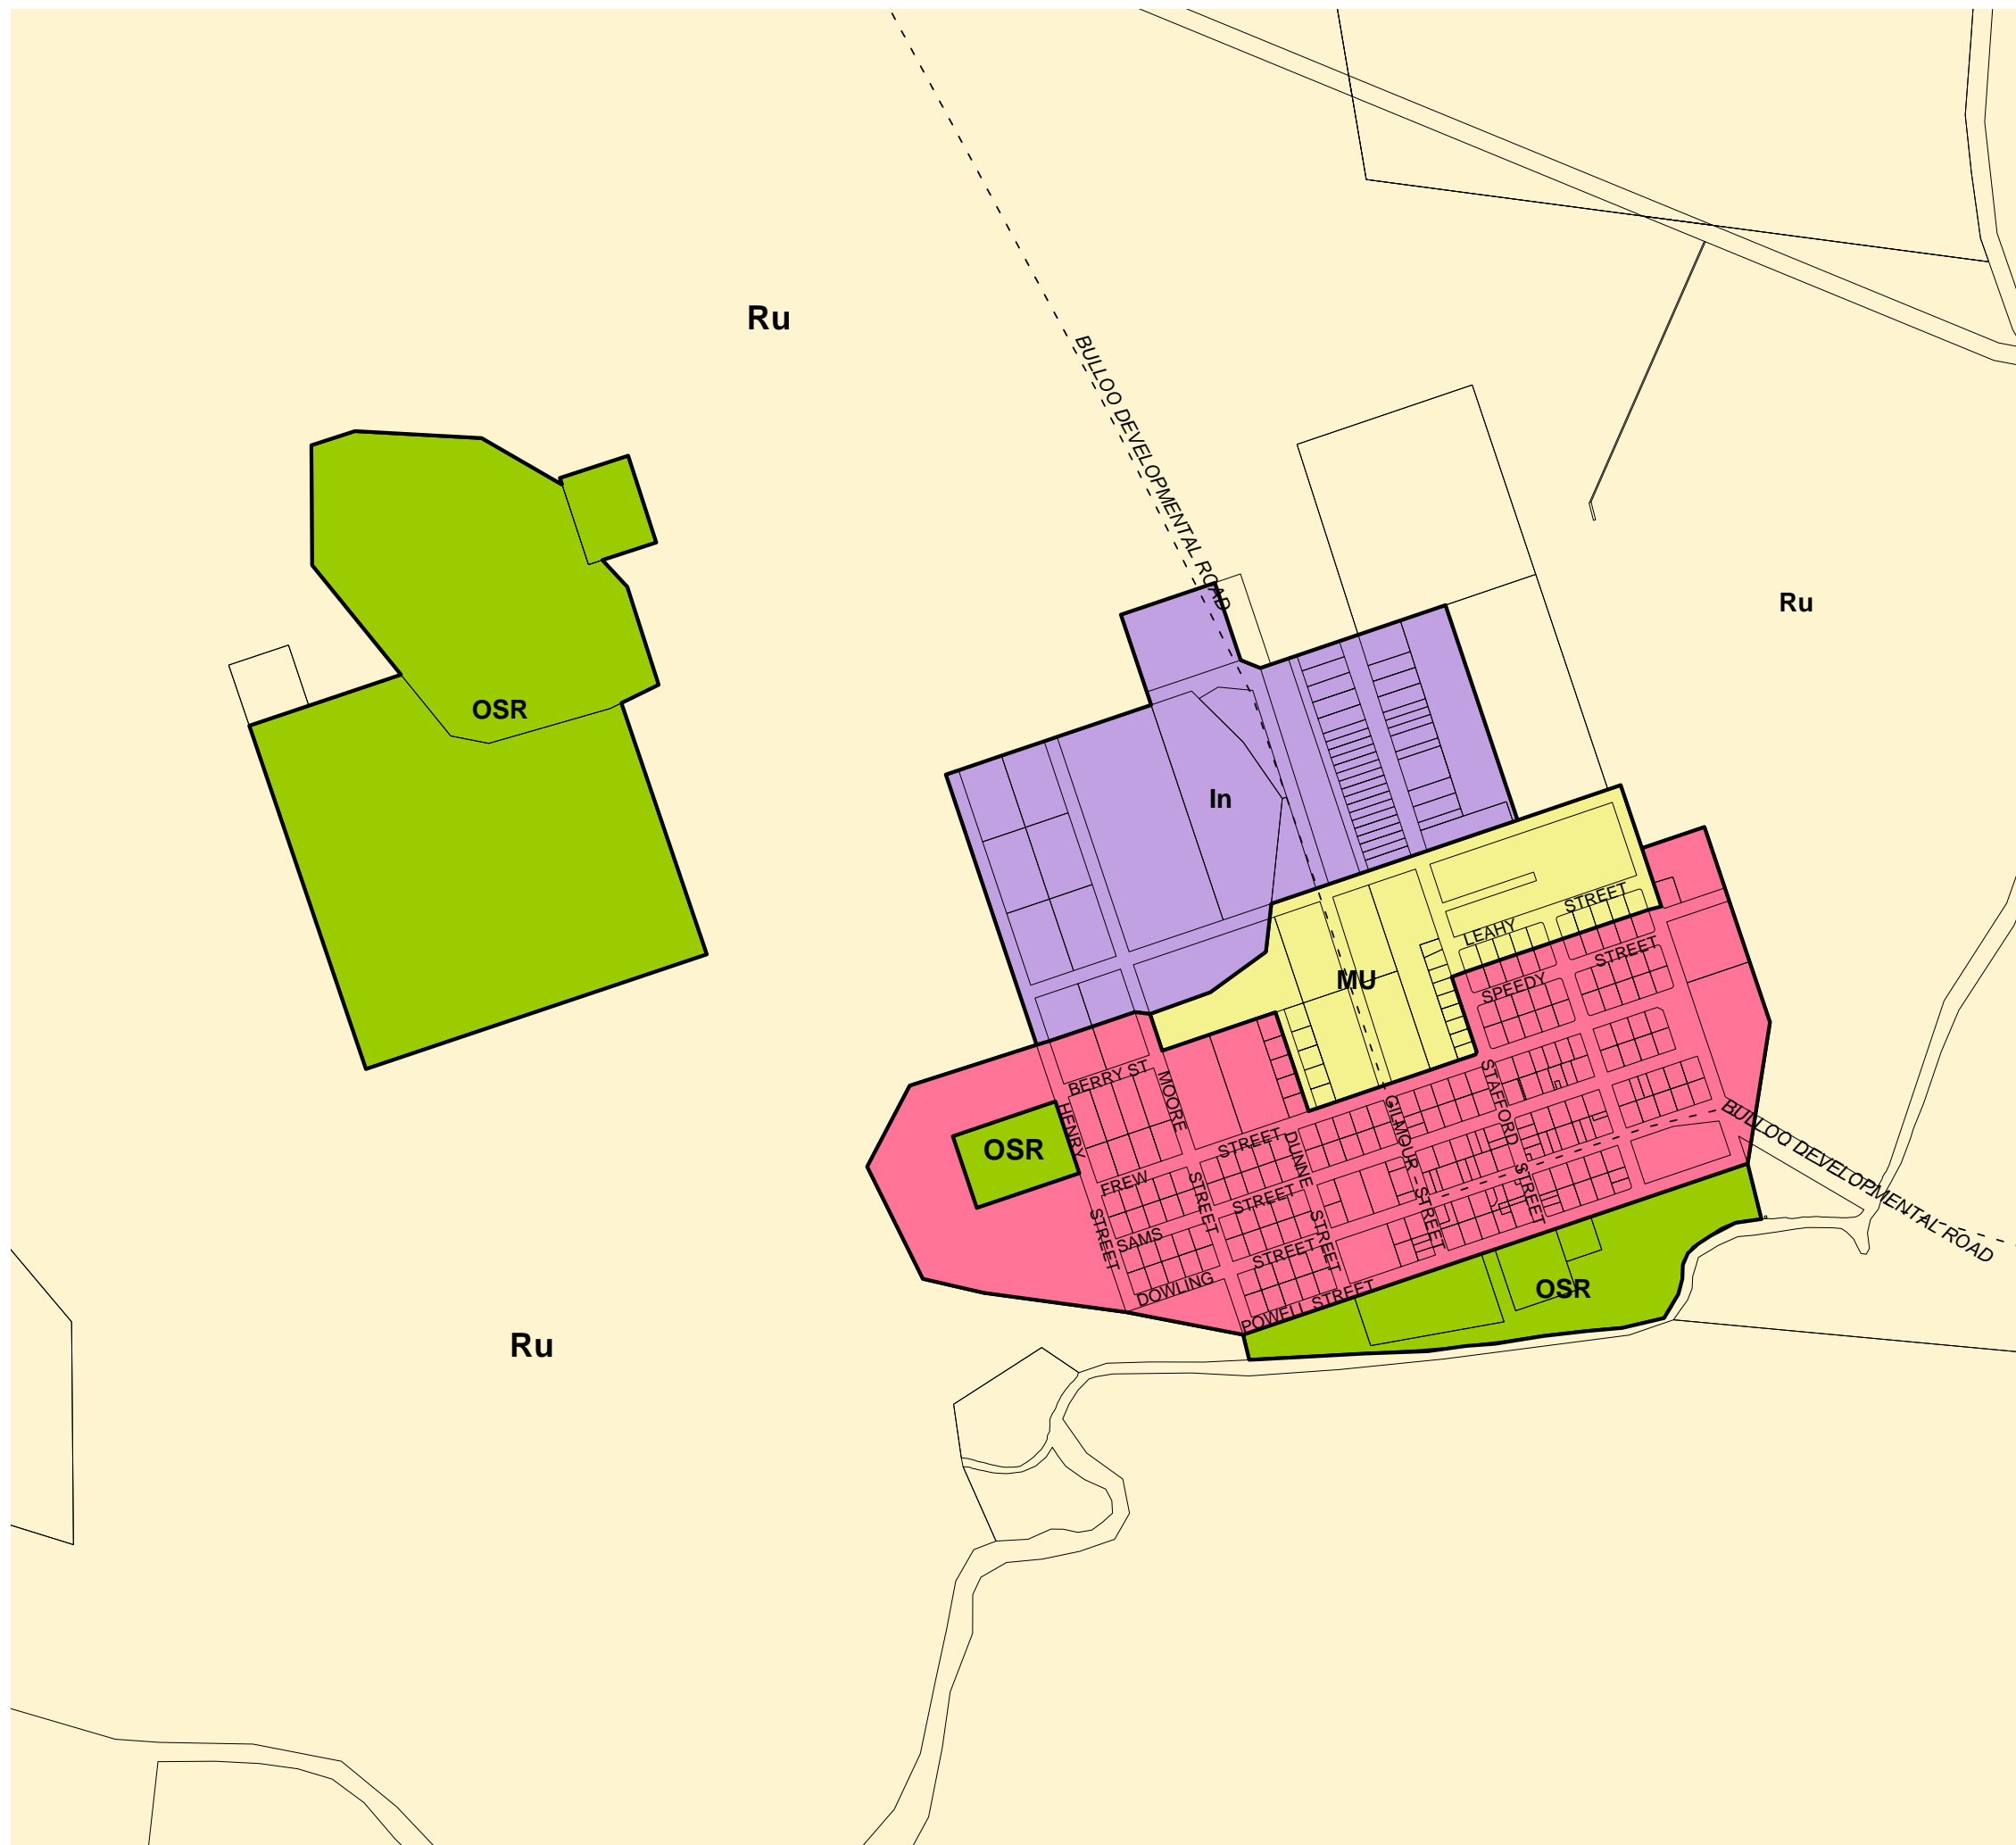 Ru
BULLOO DEVELOPMENTAL ROAD
Ru
OSR
In
LEAHY STREET
MU
SPEEDY STREET
BERRY ST
MOORE STREET
HENRY STREET
OSR
STAFFORD STREET
GILMOUR STREET
DUNNE STREET
FREW STREET
SAMS STREET
DOWLING STREET
POWELL STREET
BULLOO DEVELOPMENTAL ROAD
OSR
Ru